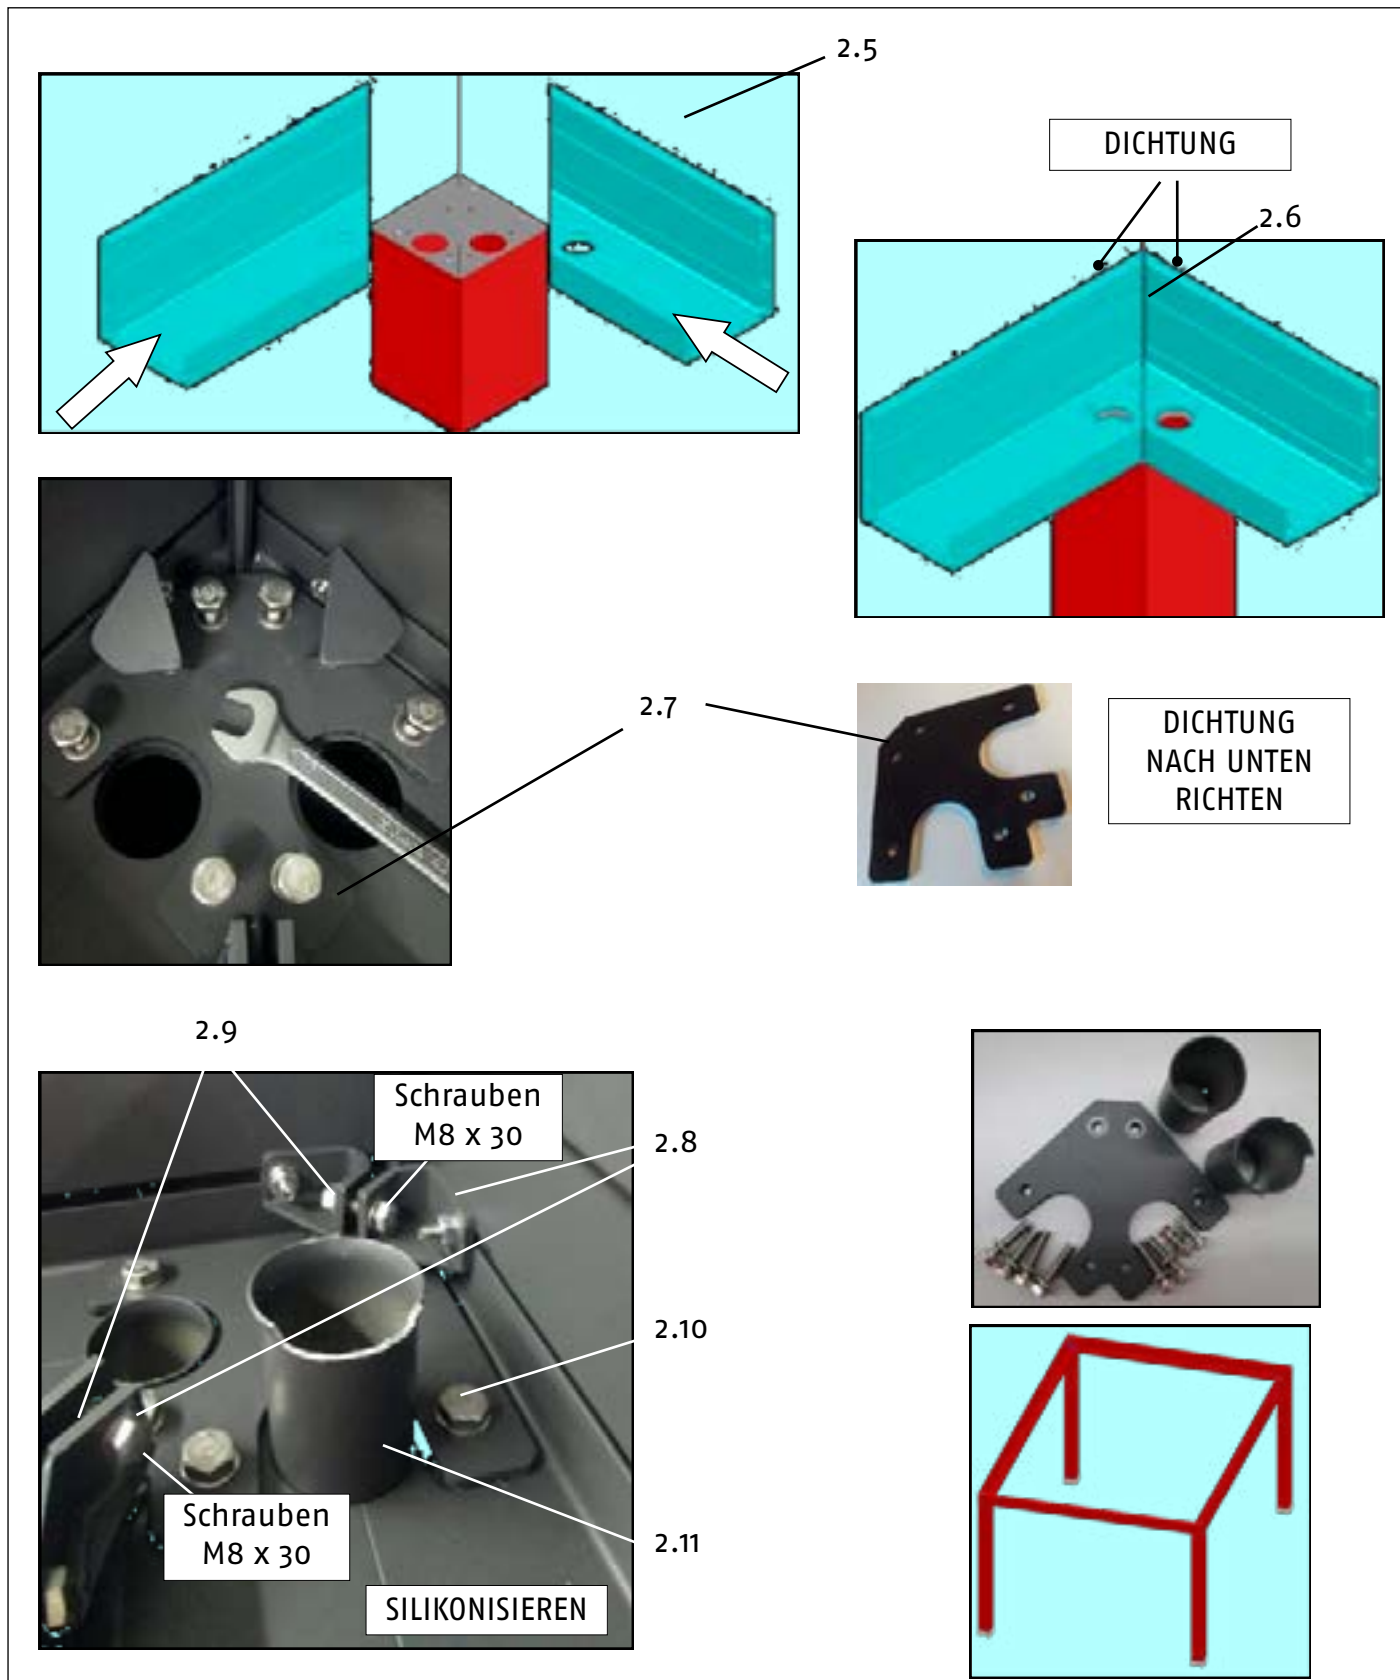 2.5
DICHTUNG
2.6
2.7
DICHTUNG
NACH UNTEN
RICHTEN
2.9
Schrauben
M8 x 30
2.8
2.10
Schrauben
M8 x 30
2.11
SILIKONISIEREN